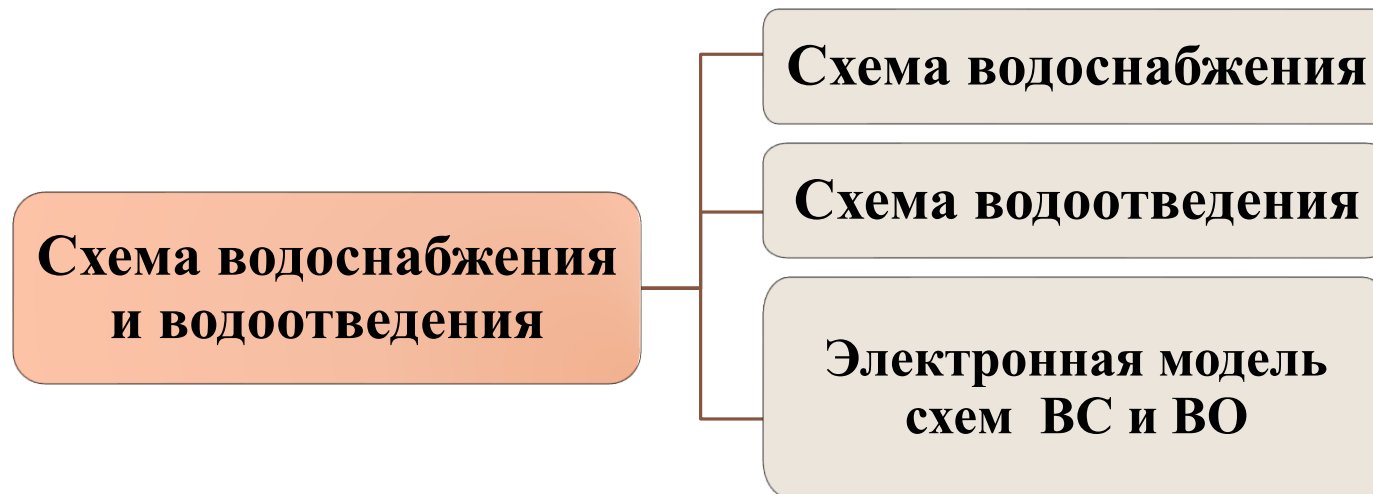 Схема водоснабжения
и водоотведения
Схема водоснабжения
Схема водоотведения
Электронная модель
схем ВС и ВО